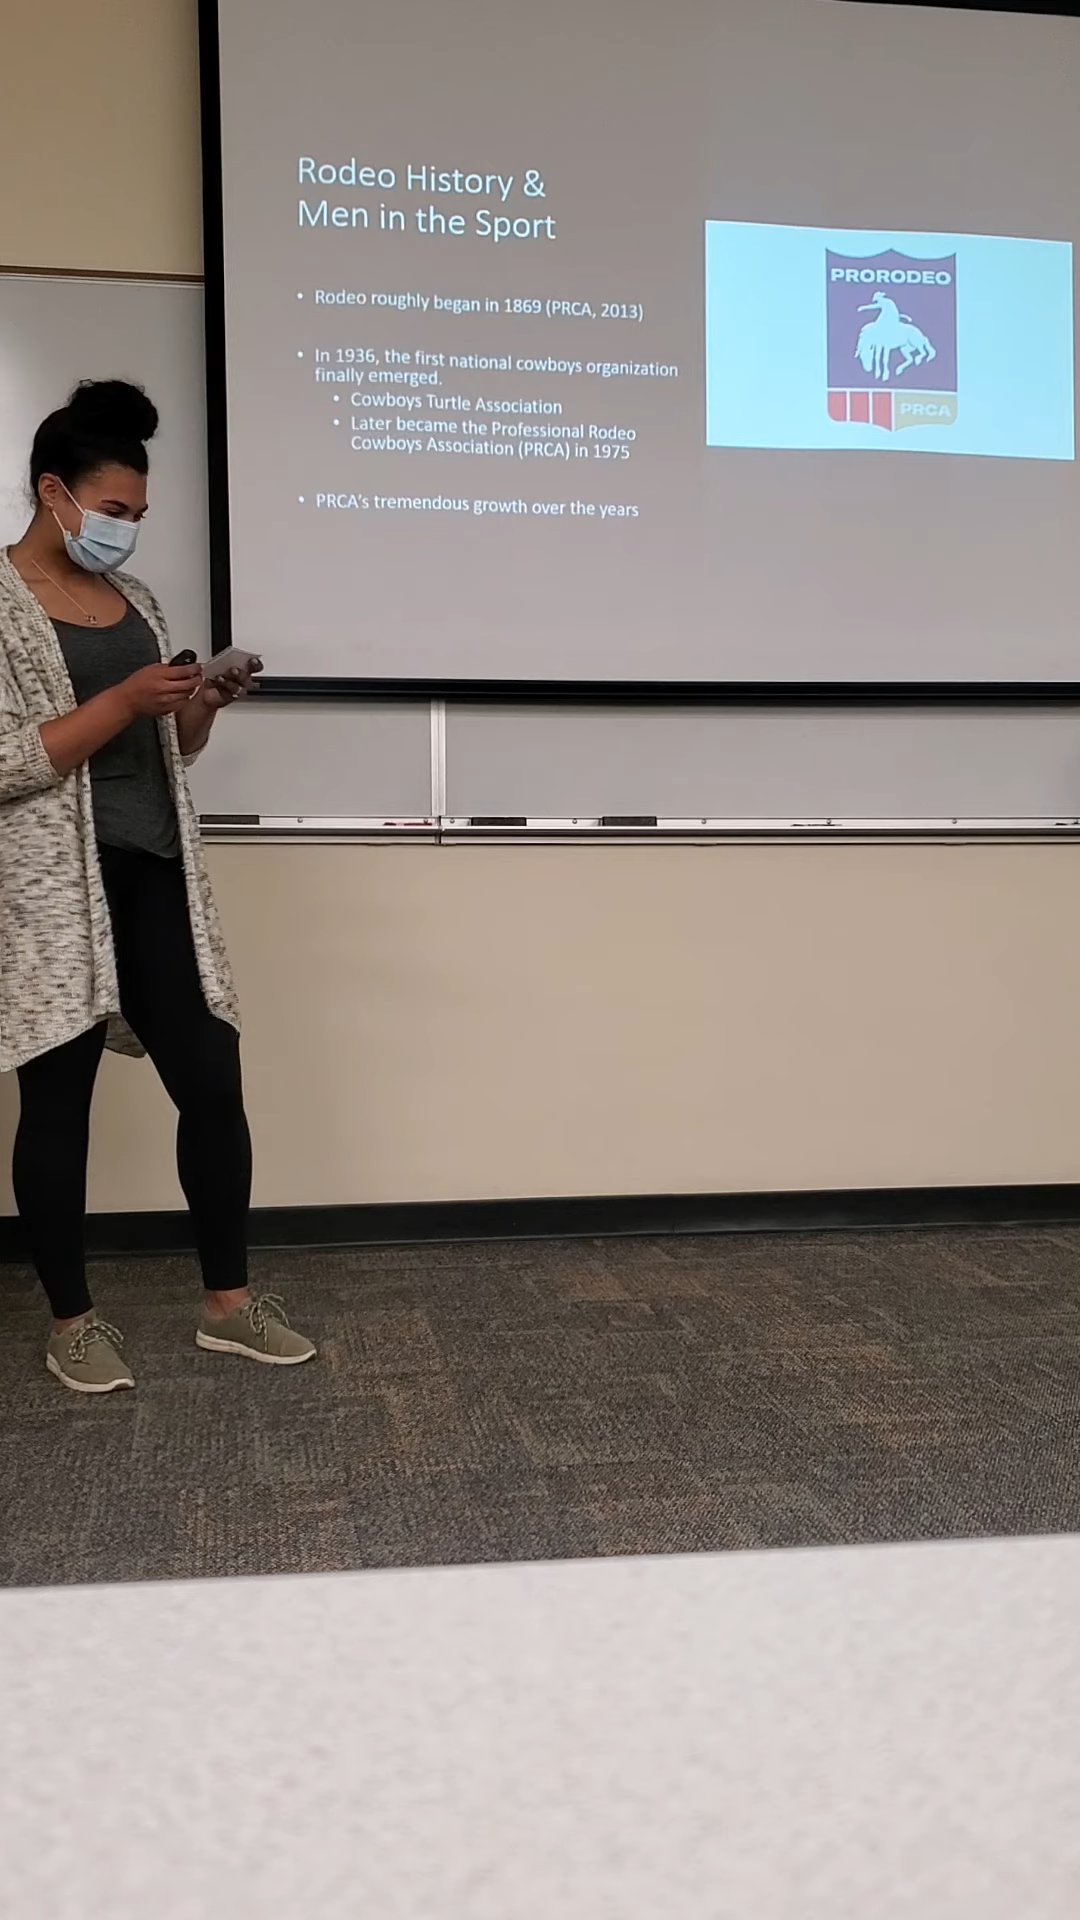 Rodeo History &
Men in the Sport
• Rodeo roughly began in 1869 (PRCA, 2013)
• In 1936, the first national cowboys organization
finally emerged.
• Cowboys Turtle Association
• Later became the Professional Rodeo
Cowboys Association (PRCA) in 1975
• PRCA's tremendous growth over the years
PRORODEO
PRCA